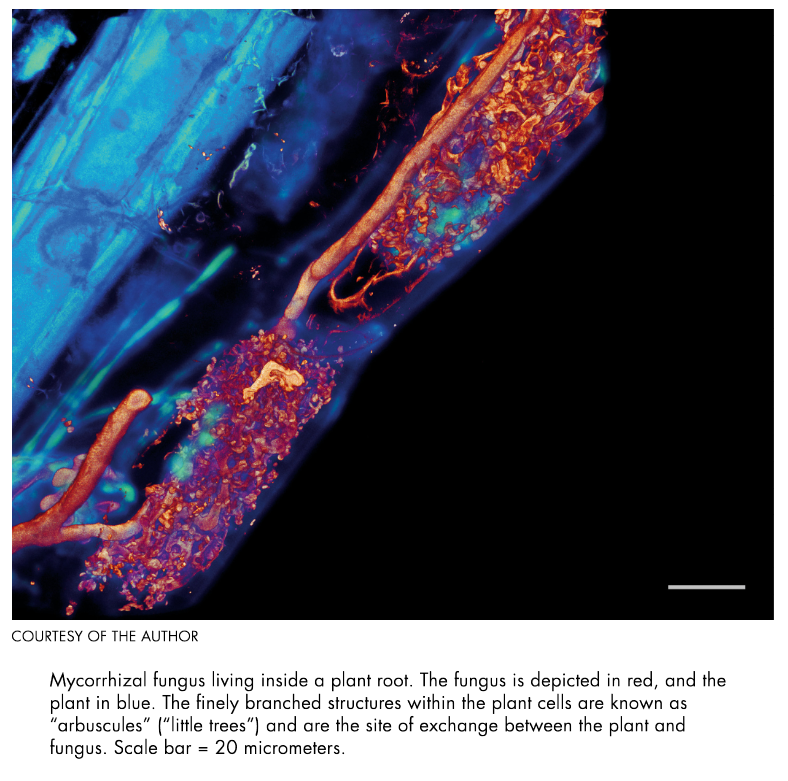 COURTESY OF THE AUTHOR
Mycorrhizal fungus living inside a plant root. The fungus is depicted in red, and the
plant in blue. The finely branched structures within the plant cells are known as
“arbuscules” (“little trees”) and are the site of exchange between the plant and
fungus. Scale bar = 20 micrometers.